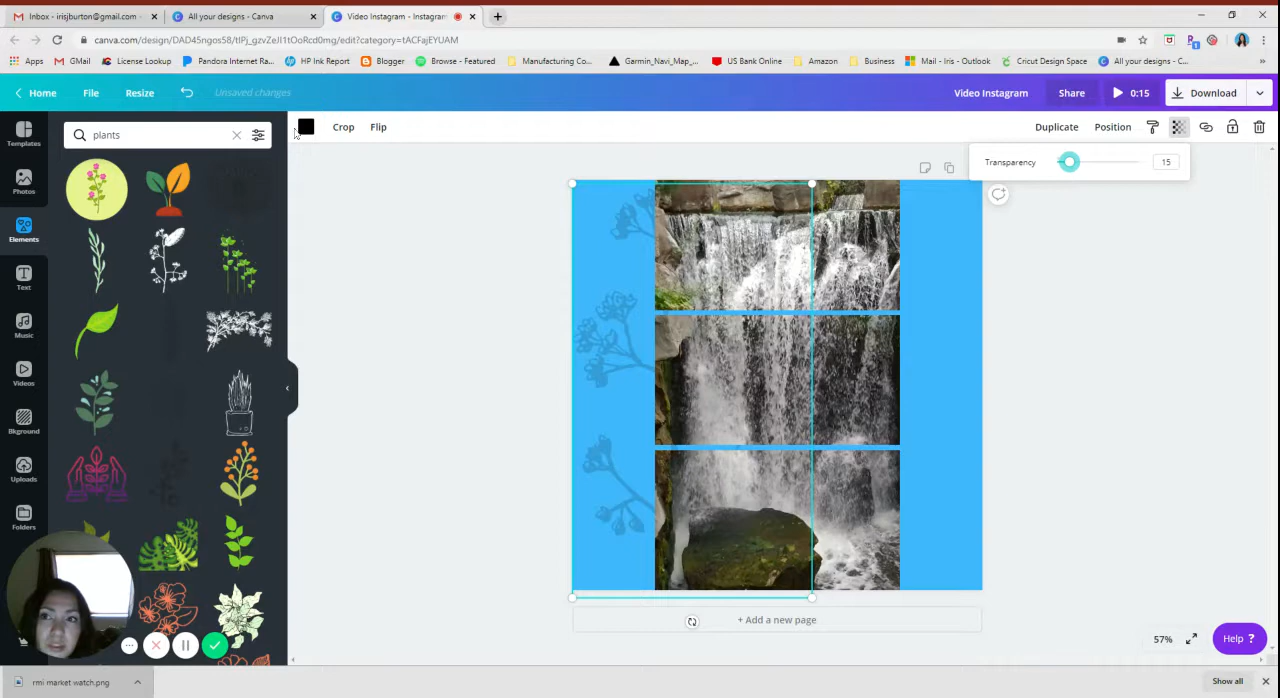 Inbox - irisjburton@gmail.com -
All your designs - Canva
Video Instagram - Instagram
canva.com/design/DAD45ngos58/tlPj_gzvZeJI1tOoRcd0mg/edit?category=tACFajEYUAM
Apps
GMail
License Lookup
Pandora Internet Ra...
HP Ink Report
Blogger
Browse - Featured
Manufacturing Co...
Garmin_Navi_Map_...
US Bank Online
Amazon
Business
Mail - Iris - Outlook
Cricut Design Space
All your designs - C...
Home
File
Resize
Unsaved changes
Video Instagram
Share
0:15
Download
Templates
plants
Crop
Flip
Duplicate
Position
Transparency
15
Photos
Elements
Text
Music
Videos
Bkground
Uploads
Folders
+ Add a new page
57%
Help ?
rmi market watch.png
Show all